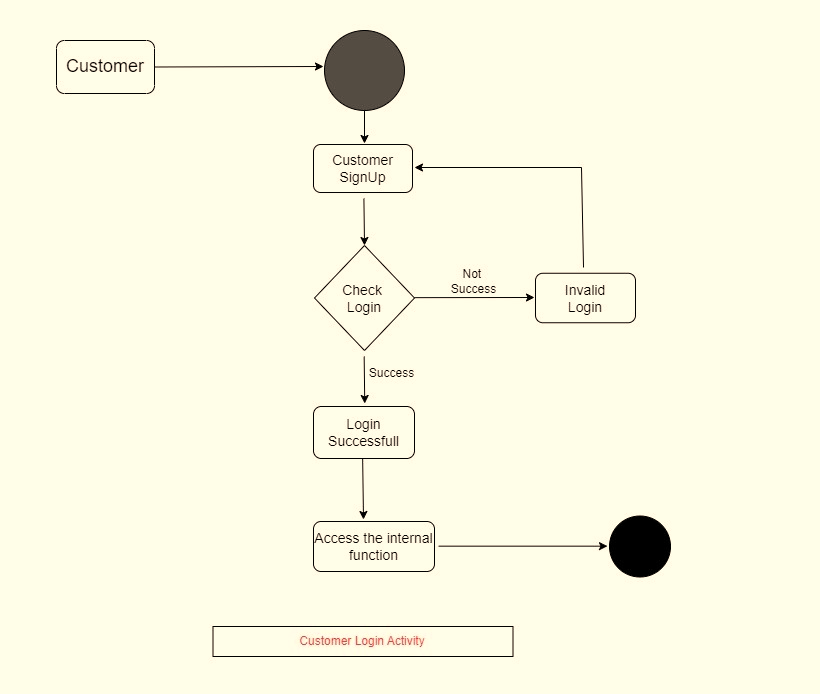 Customer
Customer
SignUp
Check
Login
Not
Success
Invalid
Login
Success
Login
Successfull
Access the internal
function
Customer Login Activity